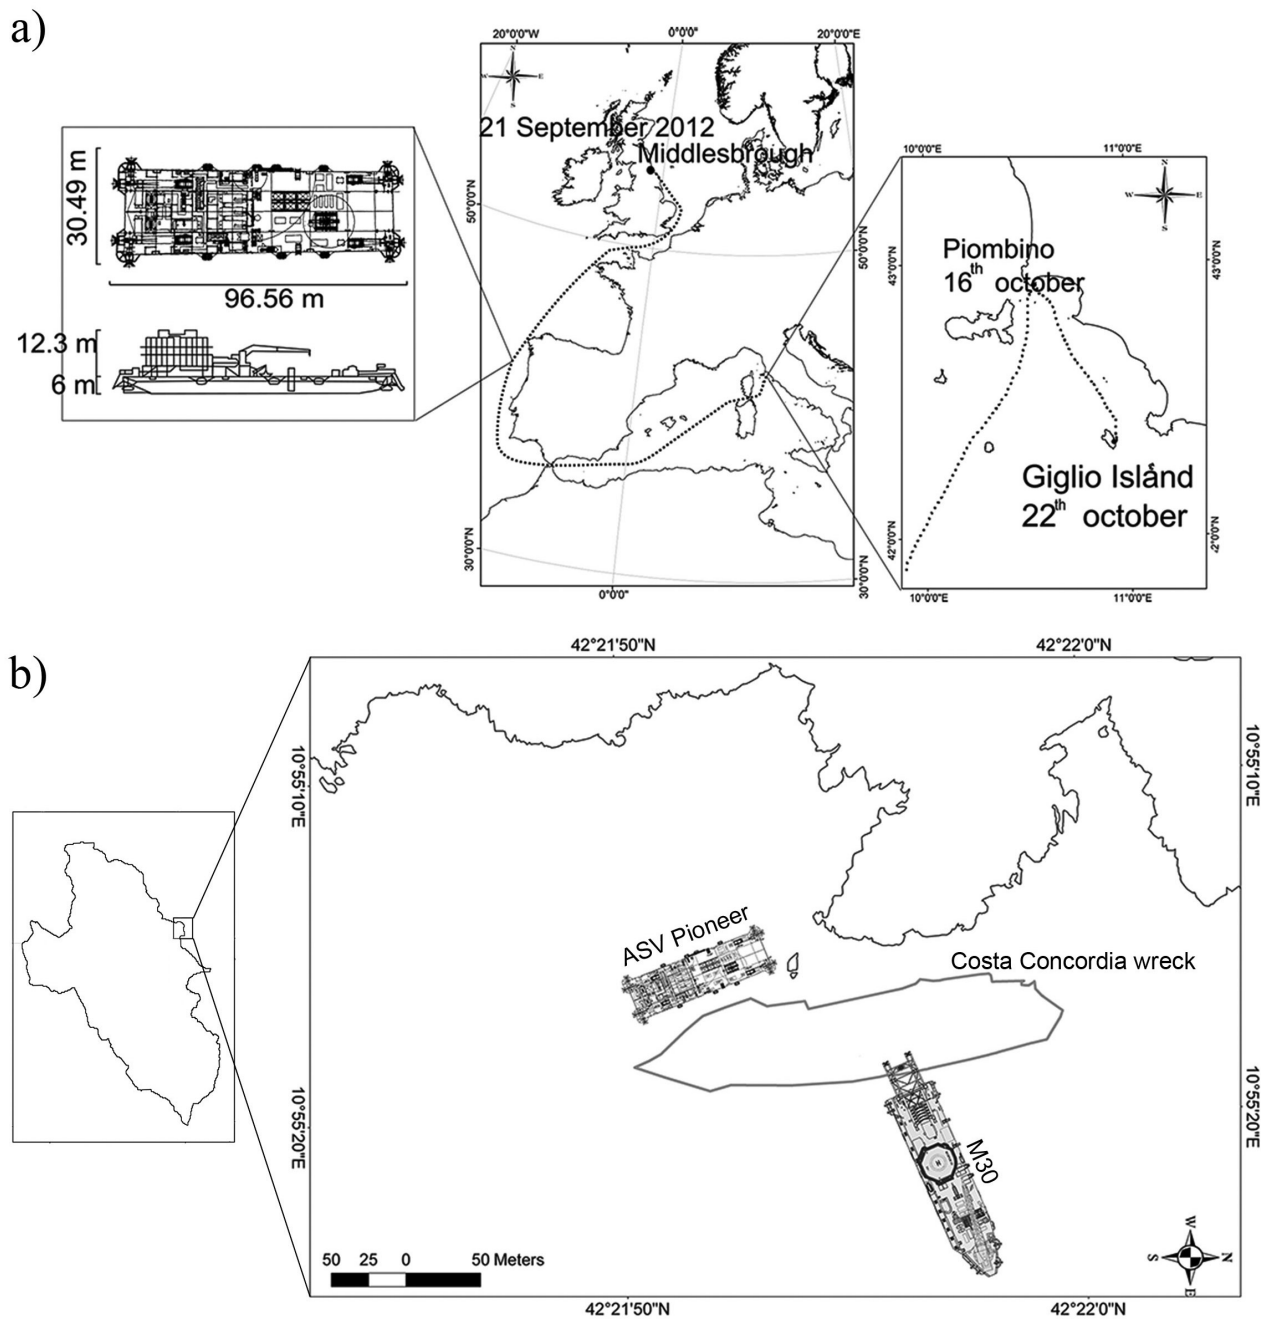 a)
20°0'0"W
0°0'0"
20°0'0"E
N
W
E
S
21 September 2012
Middlesbrough
50°0'0"N
50°0'0"N
30°0'0"N
30°0'0"N
0°0'0"
30.49 m
96.56 m
12.3 m
6 m
10°0'0"E
11°0'0"E
N
W
E
S
Piombino
16th october
43°0'0"N
43°0'0"N
Giglio Island
22th october
42°0'0"N
42°0'0"N
10°0'0"E
11°0'0"E
b)
42°21'50"N
42°22'0"N
10°55'10"E
10°55'10"E
ASV Pioneer
Costa Concordia wreck
M30
10°55'20"E
10°55'20"E
50 25 0 50 Meters
W
S
N
E
42°21'50"N
42°22'0"N